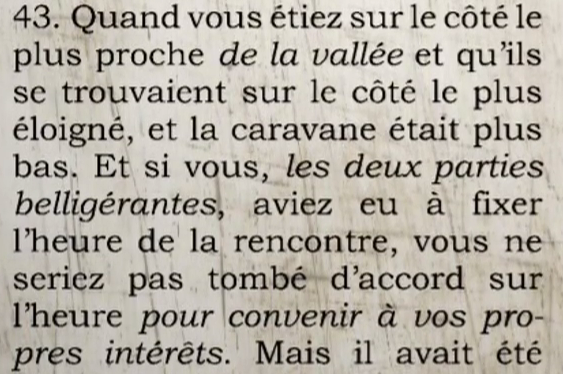 43. Quand vous étiez sur le côté le
plus proche de la vallée et qu'ils
se trouvaient sur le côté le plus
éloigné, et la caravane était plus
bas. Et si vous, les deux parties
belligérantes, aviez eu à fixer
l'heure de la rencontre, vous ne
seriez pas tombé d'accord sur
l'heure pour convenir à vos pro-
pres intérêts. Mais il avait été